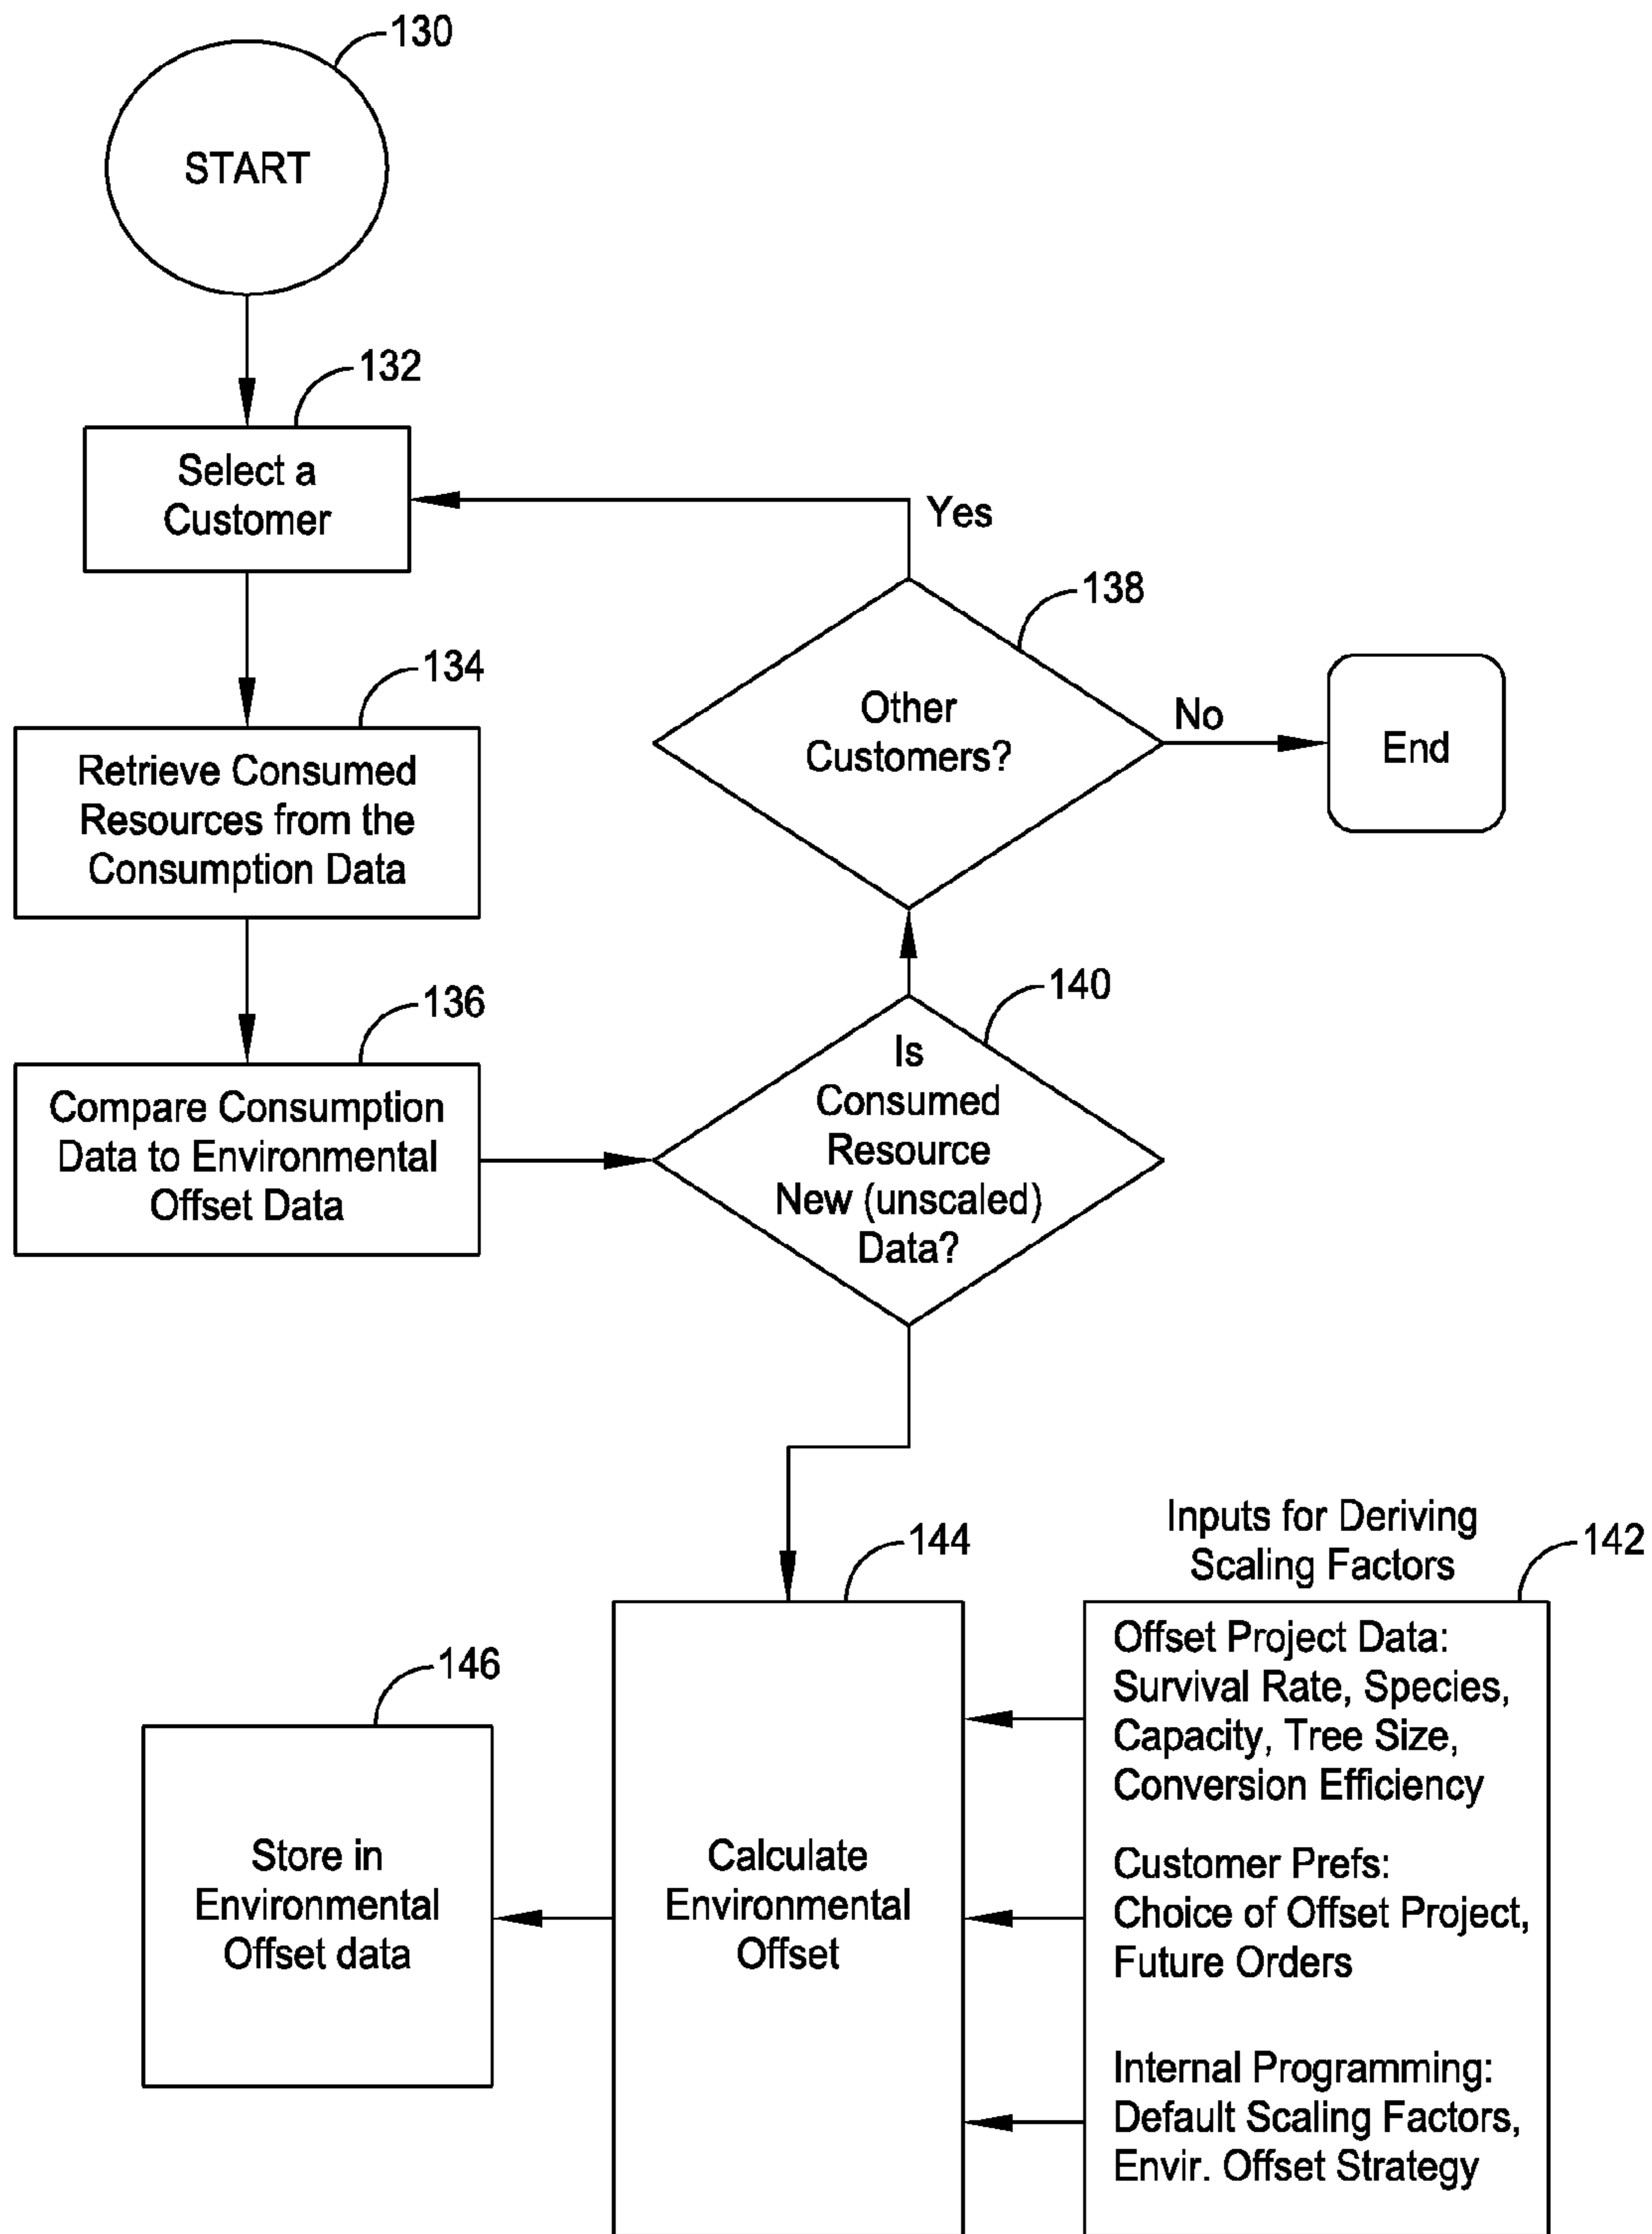 130
START
132
Select a
Customer
Yes
138
134
Other
Customers?
No
End
Retrieve Consumed
Resources from the
Consumption Data
136
140
Compare Consumption
Data to Environmental
Offset Data
Is
Consumed
Resource
New (unscaled)
Data?
Inputs for Deriving
Scaling Factors
144
142
146
Offset Project Data:
Survival Rate, Species,
Capacity, Tree Size,
Conversion Efficiency
Store in
Environmental
Offset data
Calculate
Environmental
Offset
Customer Prefs:
Choice of Offset Project,
Future Orders
Internal Programming:
Default Scaling Factors,
Envir. Offset Strategy